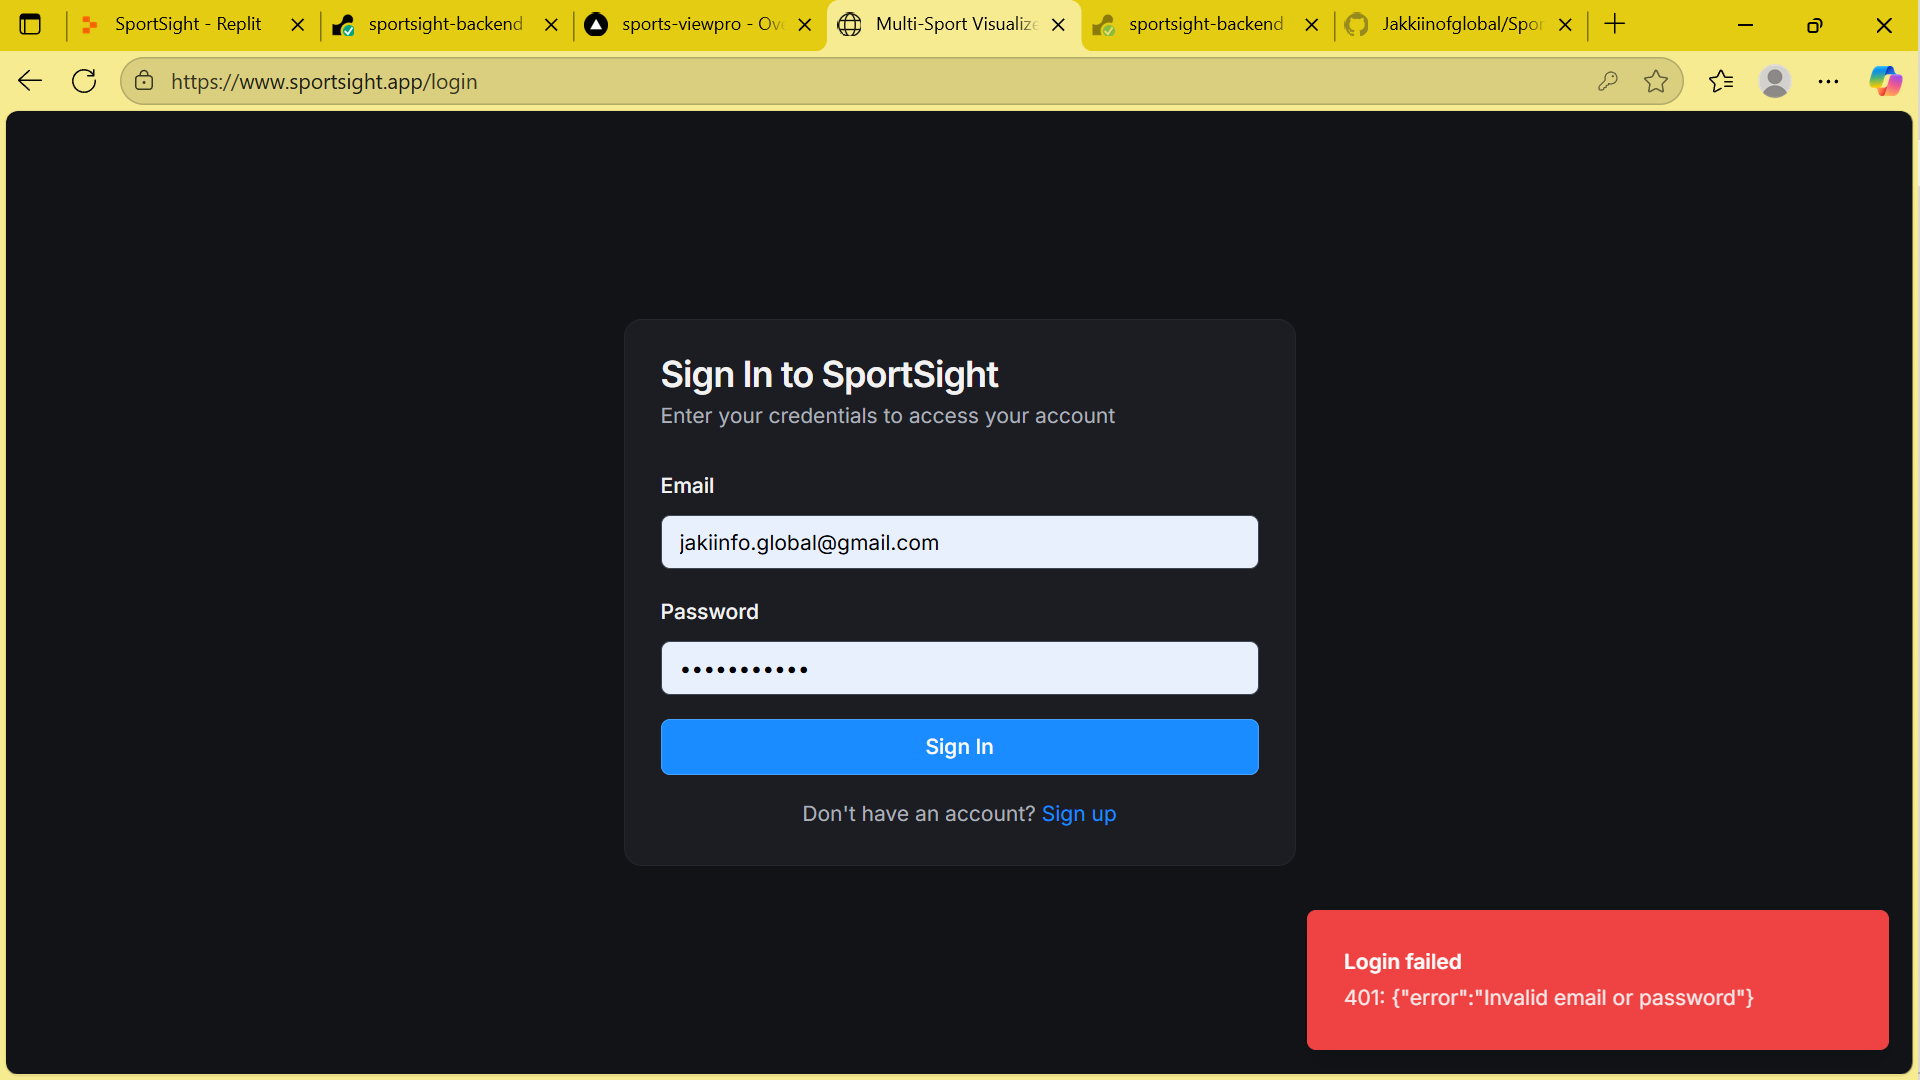 SportSight - Replit
sportsight-backend
sports-viewpro - Ov
Multi-Sport Visualize
sportsight-backend
Jakkiinofglobal/Spor
https://www.sportsight.app/login
Sign In to SportSight
Enter your credentials to access your account
Email
jakiinfo.global@gmail.com
Password
Sign In
Don't have an account? Sign up
Login failed
401: {"error":"Invalid email or password"}